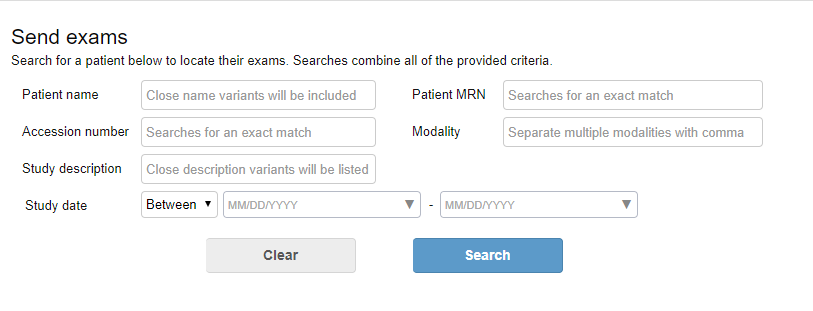 Send exams
Search for a patient below to locate their exams. Searches combine all of the provided criteria.
Patient name Close name variants will be included Patient MRN Searches for an exact match
Accession number Searches for an exact match Modality Separate multiple modalities with comma
Study description Close description variants will be listed
Study date Between MM/DD/YYYY - MM/DD/YYYY
Clear Search